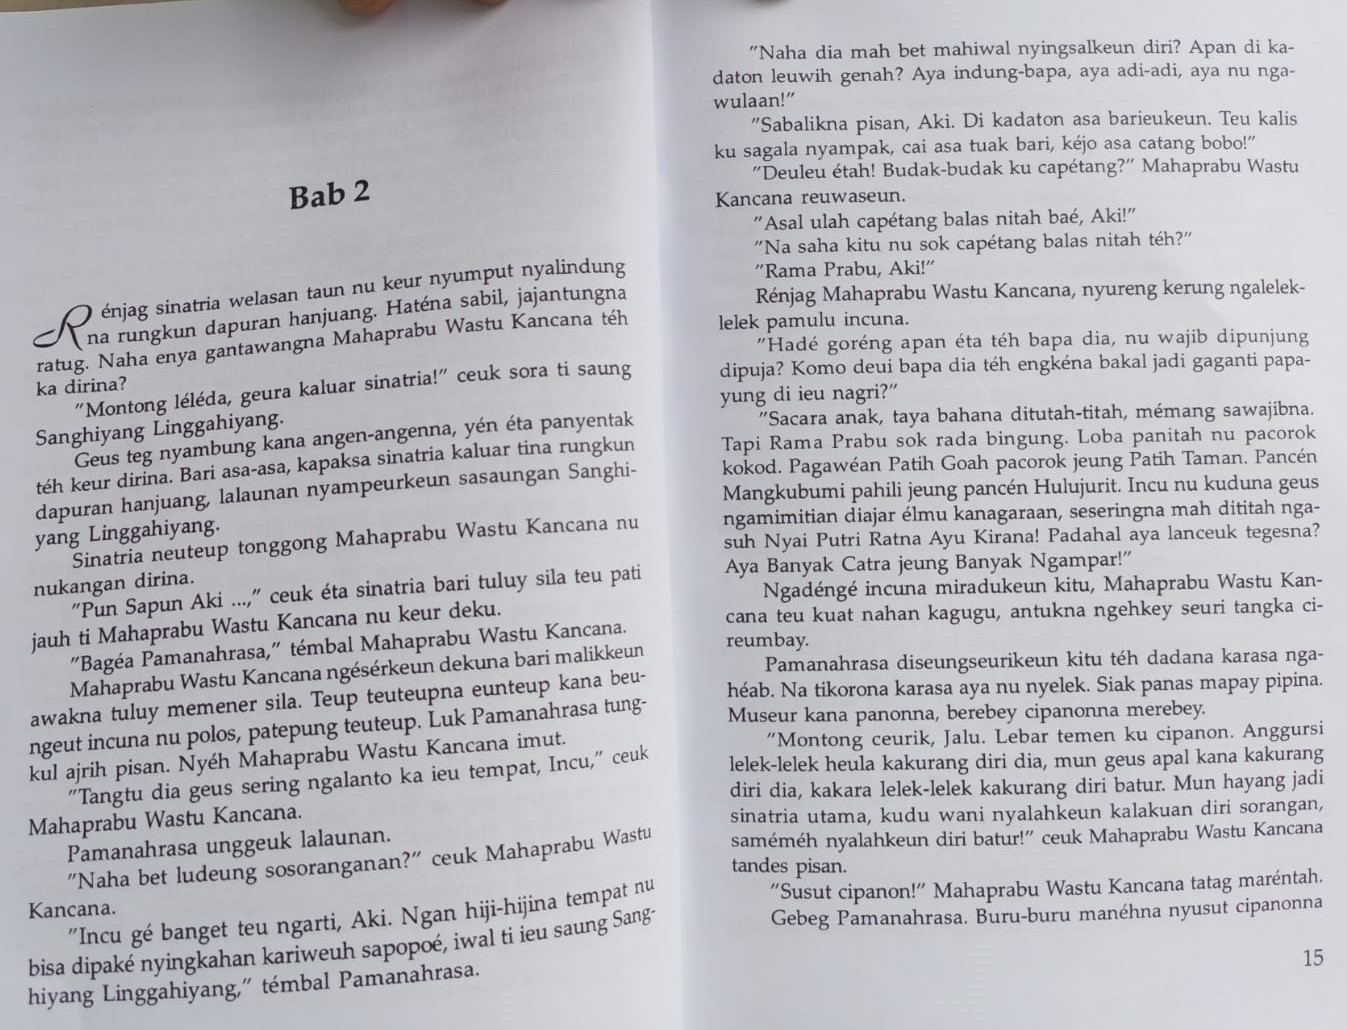 Bab 2
Rénjag sinatria welasan taun nu keur nyumput nyalindung
na rungkun dapuran hanjuang. Haténa sabil, jajantungna
ratug. Naha enya gantawangna Mahaprabu Wastu Kancana téh
ka dirina?
"Montong léléda, geura kaluar sinatria!" ceuk sora ti saung
Sanghiyang Linggahiyang.
Geus teg nyambung kana angen-angenna, yén éta panyentak
téh keur dirina. Bari asa-asa, kapaksa sinatria kaluar tina rungkun
dapuran hanjuang, lalaunan nyampeurkeun sasaungan Sanghi-
yang Linggahiyang.
Sinatria neuteup tonggong Mahaprabu Wastu Kancana nu
nukangan dirina.
"Pun Sapun Aki ...," ceuk éta sinatria bari tuluy sila teu pati
jauh ti Mahaprabu Wastu Kancana nu keur deku.
"Bagéa Pamanahrasa," témbal Mahaprabu Wastu Kancana.
Mahaprabu Wastu Kancana ngésérkeun dekuna bari malikkeun
awakna tuluy memener sila. Teup teuteupna eunteup kana beu-
ngeut incuna nu polos, patepung teuteup. Luk Pamanahrasa tung-
kul ajrih pisan. Nyéh Mahaprabu Wastu Kancana imut.
"Tangtu dia geus sering ngalanto ka ieu tempat, Incu," ceuk
Mahaprabu Wastu Kancana.
Pamanahrasa unggeuk lalaunan.
"Naha bet ludeung sosoranganan?" ceuk Mahaprabu Wastu
Kancana.
"Incu gé banget teu ngarti, Aki. Ngan hiji-hijina tempat nu
bisa dipaké nyingkahan kariweuh sapopoé, iwal ti ieu saung Sang-
hiyang Linggahiyang," témbal Pamanahrasa.
"Naha dia mah bet mahiwal nyingsalkeun diri? Apan di ka-
daton leuwih genah? Aya indung-bapa, aya adi-adi, aya nu nga-
wulaan!"
"Sabalikna pisan, Aki. Di kadaton asa barieukeun. Teu kalis
ku sagala nyampak, cai asa tuak bari, kéjo asa catang bobo!"
"Deuleu étah! Budak-budak ku capétang?" Mahaprabu Wastu
Kancana reuwaseun.
"Asal ulah capétang balas nitah baé, Aki!"
"Na saha kitu nu sok capétang balas nitah téh?"
"Rama Prabu, Aki!"
Rénjag Mahaprabu Wastu Kancana, nyureng kerung ngalelek-
lelek pamulu incuna.
"Hadé goréng apan éta téh bapa dia, nu wajib dipunjung
dipuja? Komo deui bapa dia téh engkéna bakal jadi gaganti papa-
yung di ieu nagri?"
"Sacara anak, taya bahana ditutah-titah, mémang sawajibna.
Tapi Rama Prabu sok rada bingung. Loba panitah nu pacorok
kokod. Pagawéan Patih Goah pacorok jeung Patih Taman. Pancén
Mangkubumi pahili jeung pancén Hulujurit. Incu nu kuduna geus
ngamimitian diajar élmu kanagaraan, seseringna mah dititah nga-
suh Nyai Putri Ratna Ayu Kirana! Padahal aya lanceuk tegesna?
Aya Banyak Catra jeung Banyak Ngampar!"
Ngadéngé incuna miradukeun kitu, Mahaprabu Wastu Kan-
cana teu kuat nahan kagugu, antukna ngehkey seuri tangka ci-
reumbay.
Pamanahrasa diseungseurikeun kitu téh dadana karasa nga-
héab. Na tikorona karasa aya nu nyelek. Siak panas mapay pipina.
Museur kana panonna, berebey cipanonna merebey.
"Montong ceurik, Jalu. Lebar temen ku cipanon. Anggursi
lelek-lelek heula kakurang diri dia, mun geus apal kana kakurang
diri dia, kakara lelek-lelek kakurang diri batur. Mun hayang jadi
sinatria utama, kudu wani nyalahkeun kalakuan diri sorangan,
saméméh nyalahkeun diri batur!" ceuk Mahaprabu Wastu Kancana
tandes pisan.
"Susut cipanon!" Mahaprabu Wastu Kancana tatag maréntah.
Gebeg Pamanahrasa. Buru-buru manéhna nyusut cipanonna
15